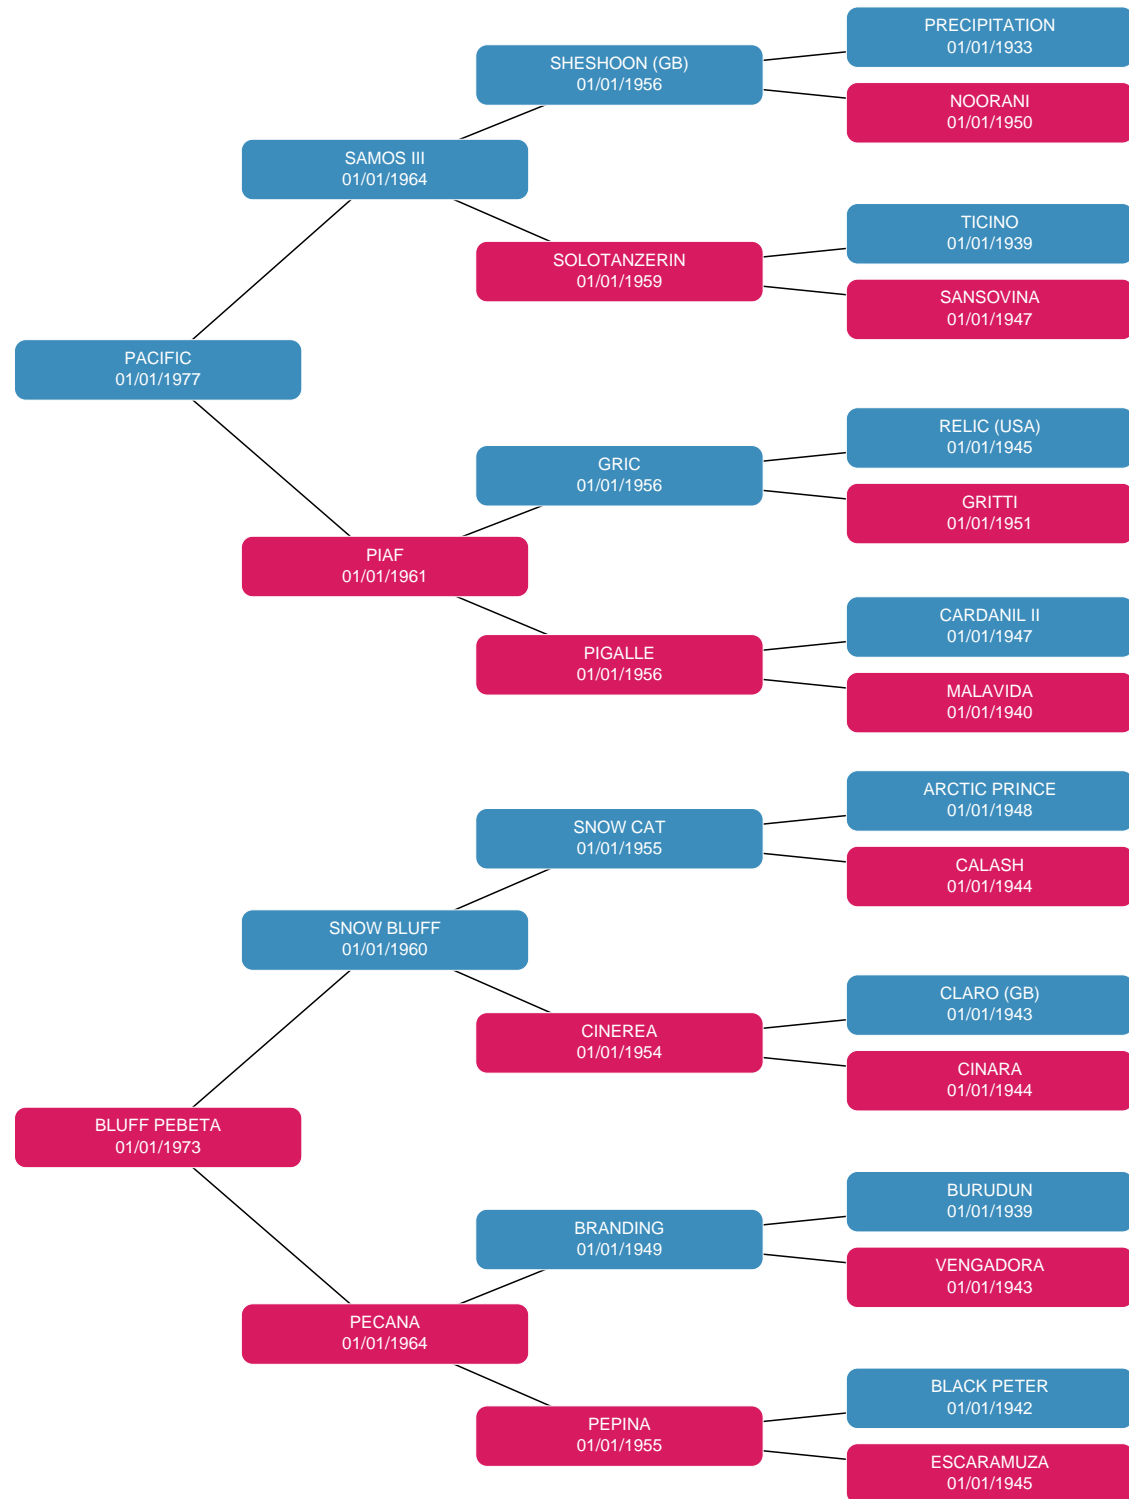 PRECIPITATION
01/01/1933
SHESHOON (GB)
01/01/1956
NOORANI
01/01/1950
SAMOS III
01/01/1964
TICINO
01/01/1939
SOLOTANZERIN
01/01/1959
SANSOVINA
01/01/1947
PACIFIC
01/01/1977
RELIC (USA)
01/01/1945
GRIC
01/01/1956
GRITTI
01/01/1951
PIAF
01/01/1961
CARDANIL II
01/01/1947
PIGALLE
01/01/1956
MALAVIDA
01/01/1940
ARCTIC PRINCE
01/01/1948
SNOW CAT
01/01/1955
CALASH
01/01/1944
SNOW BLUFF
01/01/1960
CLARO (GB)
01/01/1943
CINEREA
01/01/1954
CINARA
01/01/1944
BLUFF PEBETA
01/01/1973
BURUDUN
01/01/1939
BRANDING
01/01/1949
VENGADORA
01/01/1943
PECANA
01/01/1964
BLACK PETER
01/01/1942
PEPINA
01/01/1955
ESCARAMUZA
01/01/1945